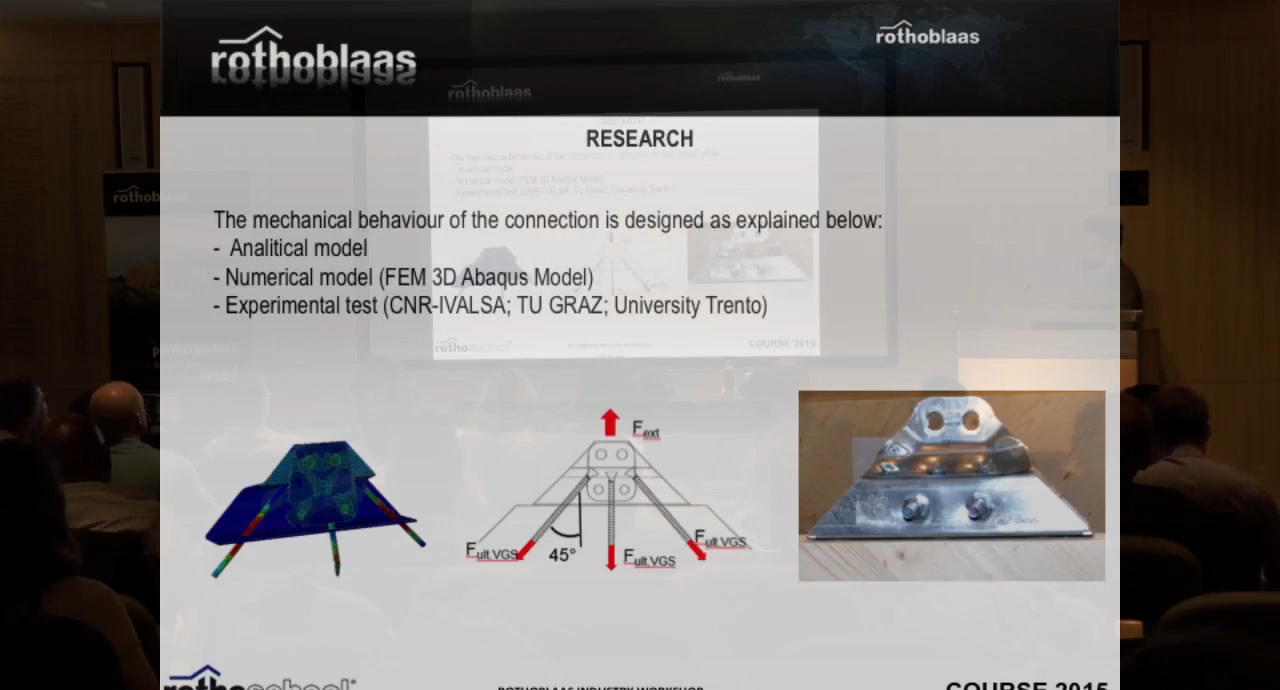 rothoblaas
rothoblaas
rothoblaas
RESEARCH
The mechanical behaviour of the connection is designed as explained below:
- Analitical model
- Numerical model (FEM 3D Abaqus Model)
- Experimental test (CNR-IVALSA; TU GRAZ; University Trento)
Fext
Fult,VGS
45°
Fult,VGS
Fult,VGS
COURSE 2015
rothoschool
ROTHOBLAAS INDUSTRY WORKSHOP
COURSE 2015